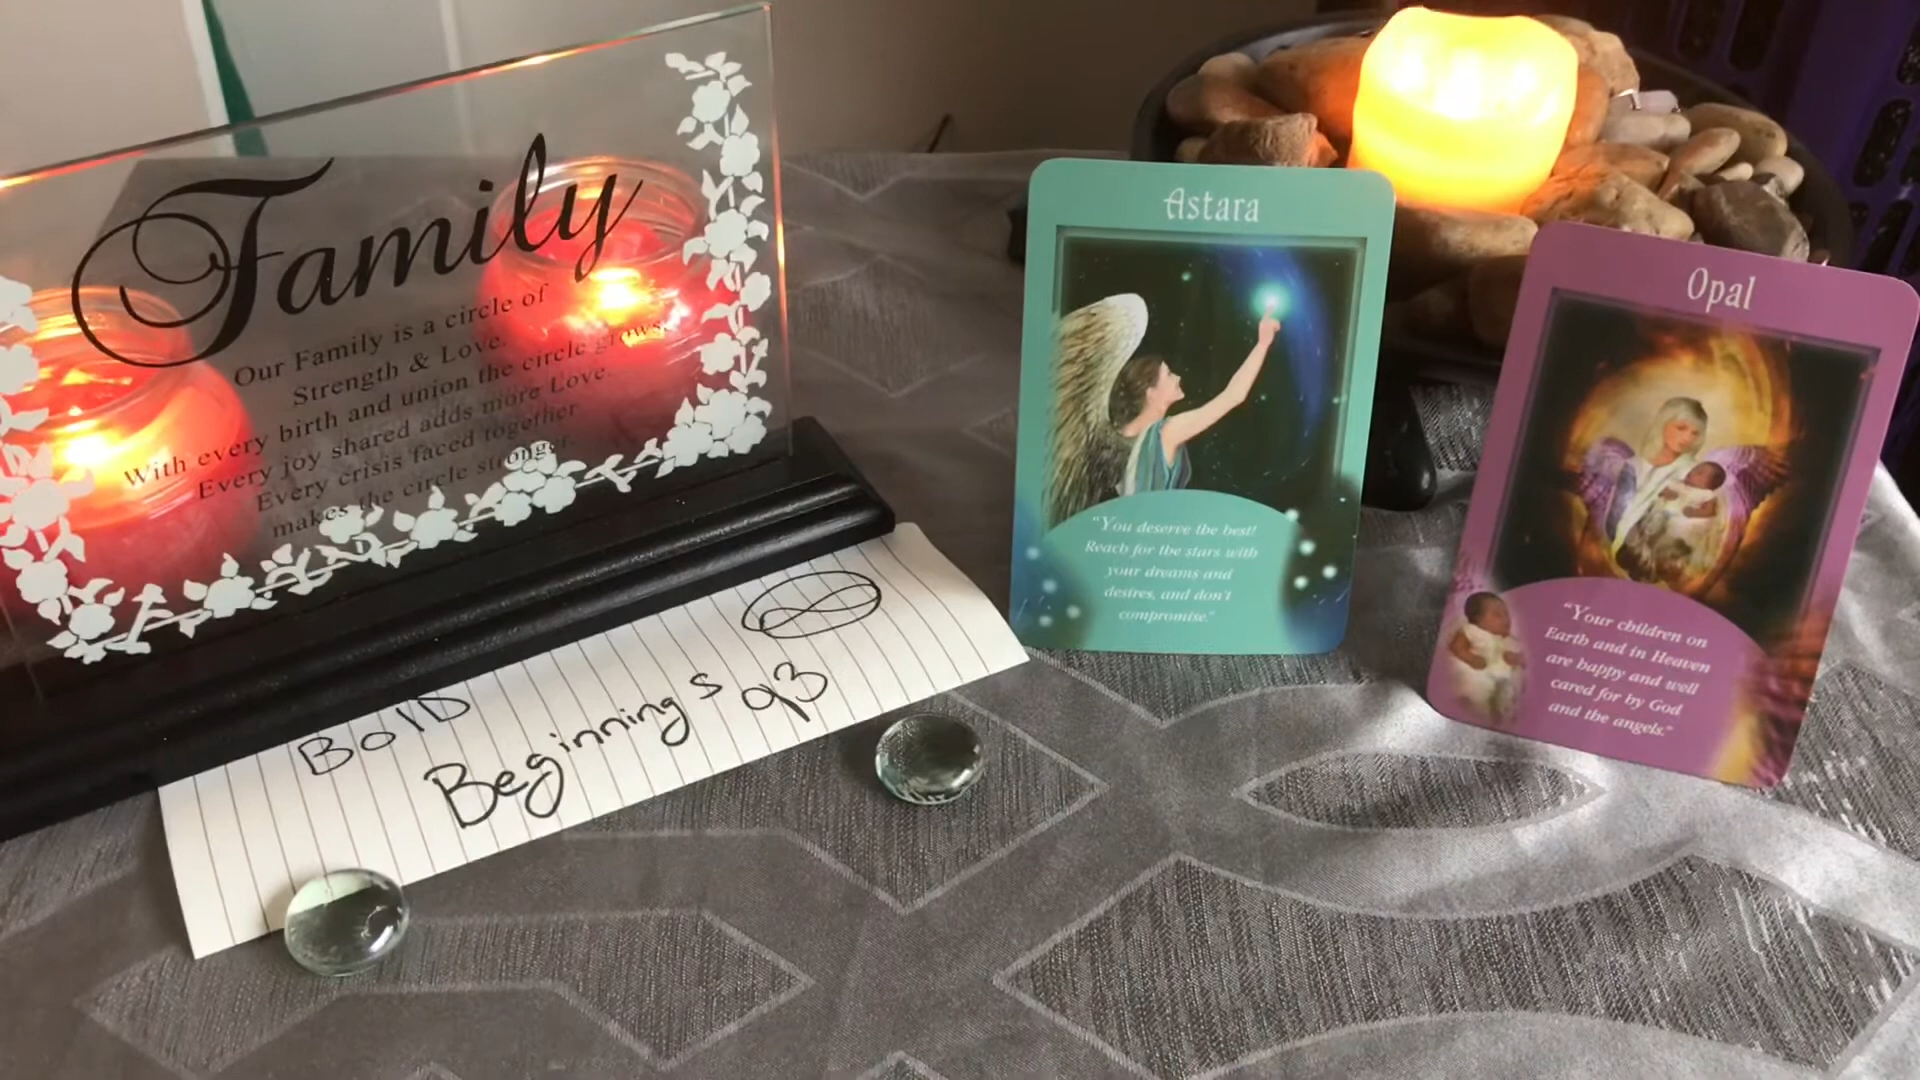 Family
Our Family is a circle of
Strength & Love.
With every birth and union the circle grows.
Every joy shared adds more Love.
Every crisis faced together
makes the circle stronger.
BolD
Beginnings 93
Astara
"You deserve the best!
Reach for the stars with
your dreams and
desires, and don't
compromise."
Opal
"Your children on
Earth and in Heaven
are happy and well
cared for by God
and the angels."